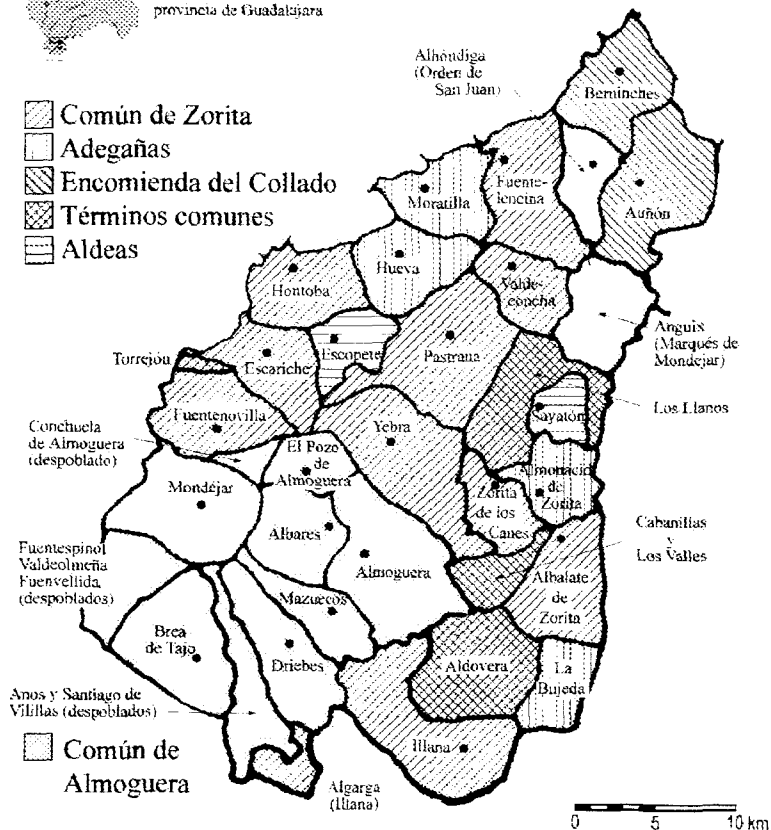 provincia de Guadalajara
Común de Zorita
Adegañas
Encomienda del Collado
Términos comunes
Aldeas
Alhóndiga
(Orden de
San Juan)
Berninches
Fuente-
lencina
Auñón
Moratilla
Hueva
Valde-
concha
Hontoba
Anguix
(Marqués de
Mondejar)
Escopete
Pastrana
Torrejón
Escariche
Los Llanos
Sayatón
Fuentenovilla
Yebra
Conchuela
de Almoguera
(despoblado)
El Pozo
de
Almoguera
Almonacid
de
Zorita
Mondéjar
Zorita
de los
Canes
Albares
Cabanillas
y
Los Valles
Fuentespinol
Valdeolmeña
Fuenvellida
(despoblados)
Almoguera
Albalate
de
Zorita
Mazuecos
Brea
de Tajo
Driebes
Aldovera
La
Bujeda
Anos y Santiago de
Vilillas (despoblados)
Illana
Común de
Almoguera
Algarga
(Illana)
0 5 10 km